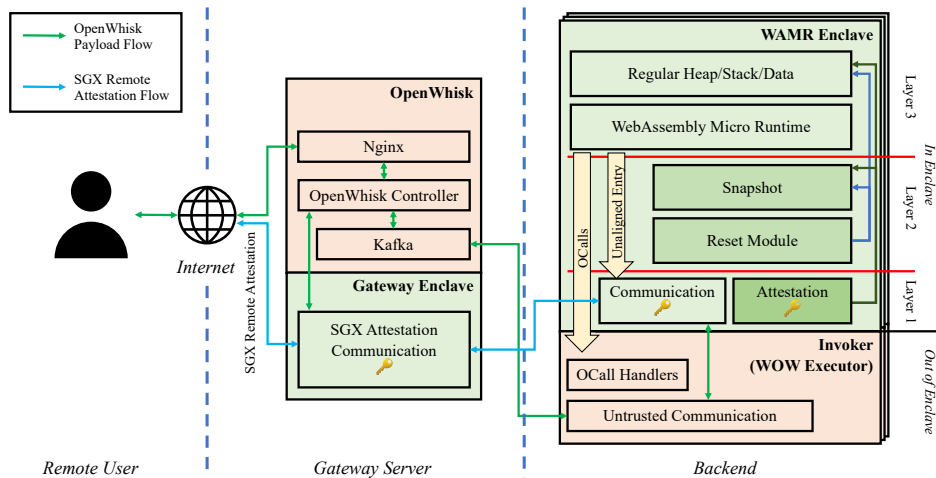 OpenWhisk
Payload Flow
SGX Remote
Attestation Flow
Internet
SGX Remote Attestation
OpenWhisk
Nginx
OpenWhisk Controller
Kafka
Gateway Enclave
SGX Attestation
Communication
WAMR Enclave
Regular Heap/Stack/Data
WebAssembly Micro Runtime
OCalls
Unaligned Entry
Snapshot
Reset Module
Communication
Attestation
Layer 3
Layer 2
Layer 1
In Enclave
Out of Enclave
Invoker
(WOW Executor)
OCall Handlers
Untrusted Communication
Remote User
Gateway Server
Backend